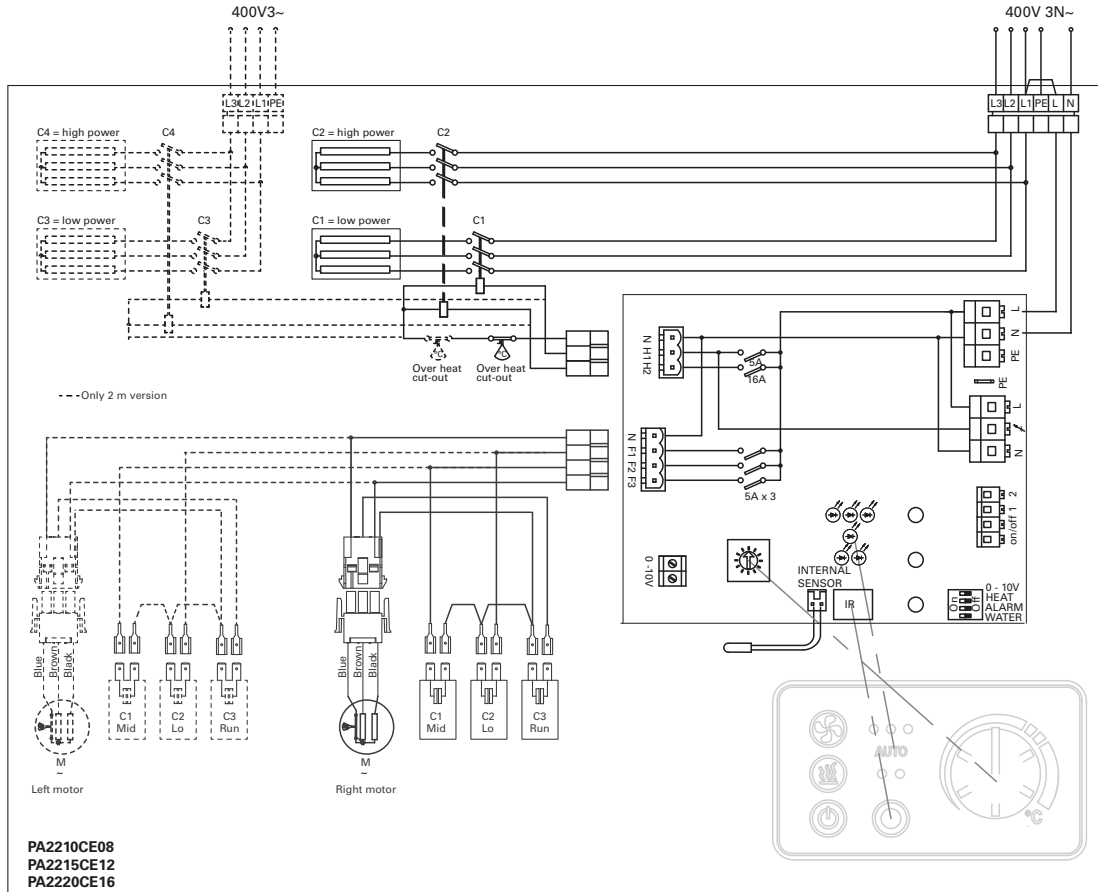 400V3~
400V 3N~
L3 L2 L1 PE
L3 L2 L1 PE L N
C4 = high power
C4
C2 = high power
C2
C3 = low power
C3
C1 = low power
C1
°C
°C
Over heat
cut-out
Over heat
cut-out
---Only 2 m version
N H1 H2
5A
16A
L
N
PE
PE
L
N
N F1 F2 F3
5A x 3
on/off 1 2
0 -10V
INTERNAL
SENSOR
IR
On
Off
0 - 10V
HEAT
ALARM
WATER
Blue
Brown
Black
C1
Mid
C2
Lo
C3
Run
M
~
Left motor
Blue
Brown
Black
C1
Mid
C2
Lo
C3
Run
M
~
Right motor
AUTO
°C
PA2210CE08
PA2215CE12
PA2220CE16